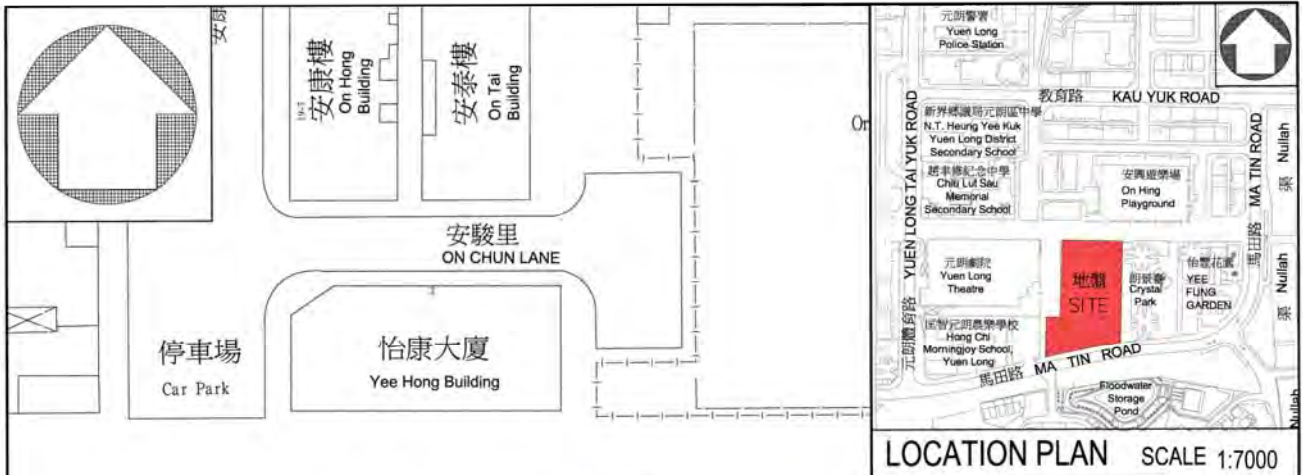 安康樓
On Hong
Building
安泰樓
On Tai
Building
安駿里
ON CHUN LANE
停車場
Car Park
怡康大廈
Yee Hong Building
元朗警署
Yuen Long
Police Station
教育路 KAU YUK ROAD
新界鄉議局元朗區中學
N.T. Heung Yee Kuk
Yuen Long District
Secondary School
趙聿修紀念中學
Chiu Lut Sau
Memorial
Secondary School
安興遊樂場
On Hing
Playground
元朗體育路 YUEN LONG TAI YUK ROAD
馬田路 MA TIN ROAD
渠 Nullah
渠 Nullah
Nullah
元朗劇院
Yuen Long
Theatre
地盤
SITE
朗景臺
Crystal
Park
怡豐花園
YEE
FUNG
GARDEN
匡智元朗晨樂學校
Hong Chi
Morningjoy School,
Yuen Long
馬田路 MA TIN ROAD
Floodwater
Storage
Pond
LOCATION PLAN SCALE 1:7000